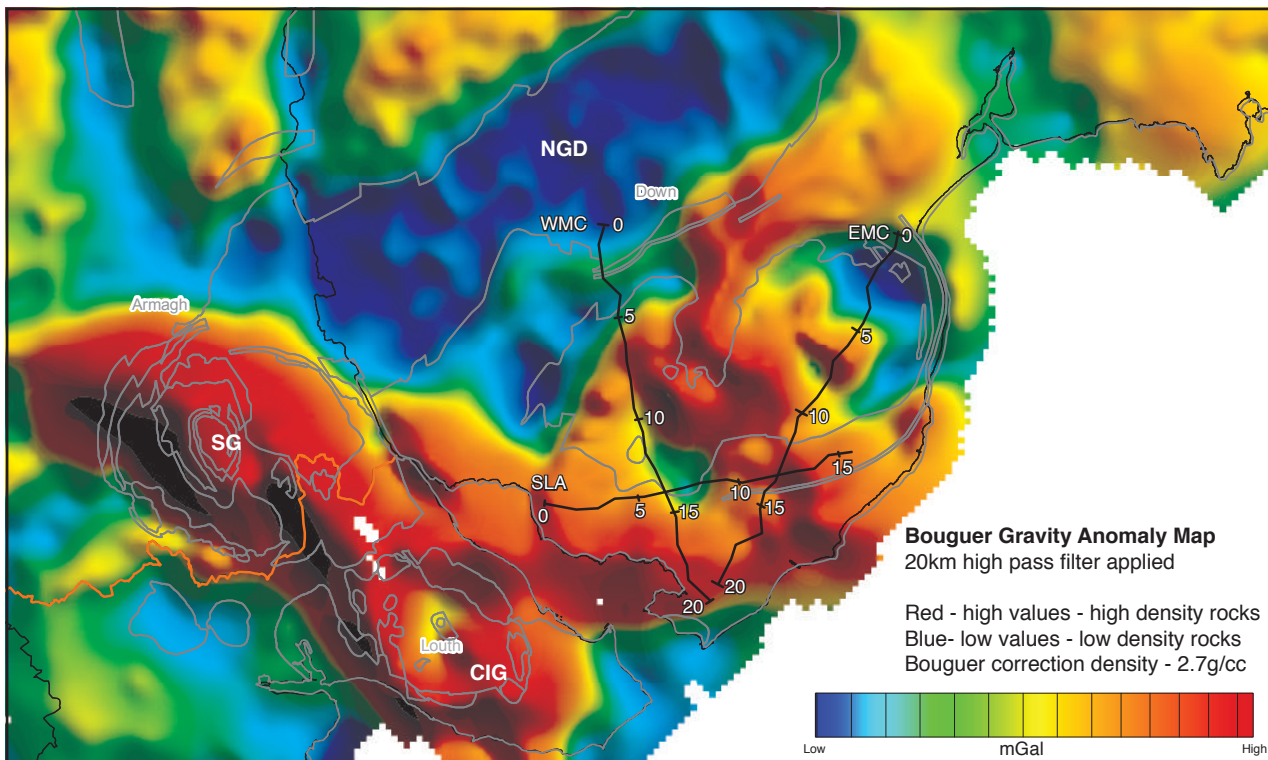 NGD
Down
WMC
0
EMC
0
Armagh
5
5
SG
10
10
SLA
0
5
10
15
15
15
20
20
Louth
CIG
Bouguer Gravity Anomaly Map
20km high pass filter applied
Red - high values - high density rocks
Blue- low values - low density rocks
Bouguer correction density - 2.7g/cc
Low
mGal
High